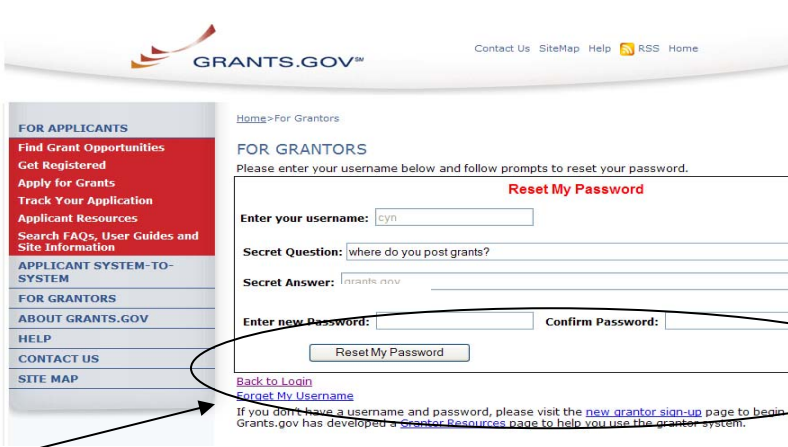 GRANTS.GOV℠
Contact Us SiteMap Help RSS Home
FOR APPLICANTS
Find Grant Opportunities
Get Registered
Apply for Grants
Track Your Application
Applicant Resources
Search FAQs, User Guides and
Site Information
APPLICANT SYSTEM-TO-
SYSTEM
FOR GRANTORS
ABOUT GRANTS.GOV
HELP
CONTACT US
SITE MAP
Home>For Grantors
FOR GRANTORS
Please enter your username below and follow prompts to reset your password.
Reset My Password
Enter your username: cyn
Secret Question: where do you post grants?
Secret Answer: grants.gov
Enter new Password: Confirm Password:
Reset My Password
Back to Login
Forget My Username
If you don't have a username and password, please visit the new grantor sign-up page to begin
Grants.gov has developed a Grantor Resources page to help you use the grantor system.